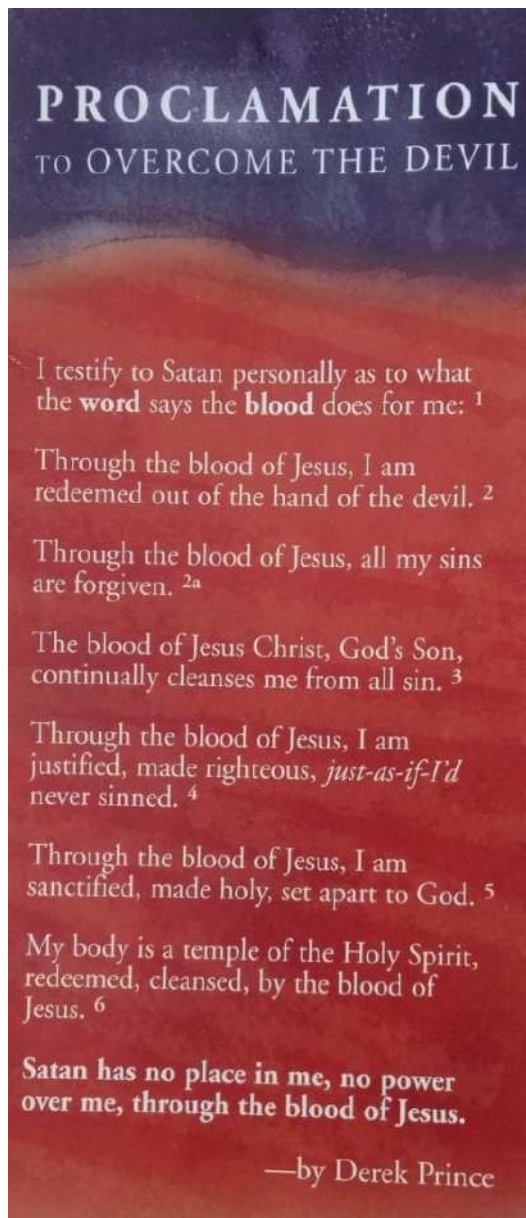 PROCLAMATION
TO OVERCOME THE DEVIL
I testify to Satan personally as to what
the word says the blood does for me: 1
Through the blood of Jesus, I am
redeemed out of the hand of the devil. 2
Through the blood of Jesus, all my sins
are forgiven. 2a
The blood of Jesus Christ, God's Son,
continually cleanses me from all sin. 3
Through the blood of Jesus, I am
justified, made righteous, just-as-if-I'd
never sinned. 4
Through the blood of Jesus, I am
sanctified, made holy, set apart to God. 5
My body is a temple of the Holy Spirit,
redeemed, cleansed, by the blood of
Jesus. 6
Satan has no place in me, no power
over me, through the blood of Jesus.
—by Derek Prince